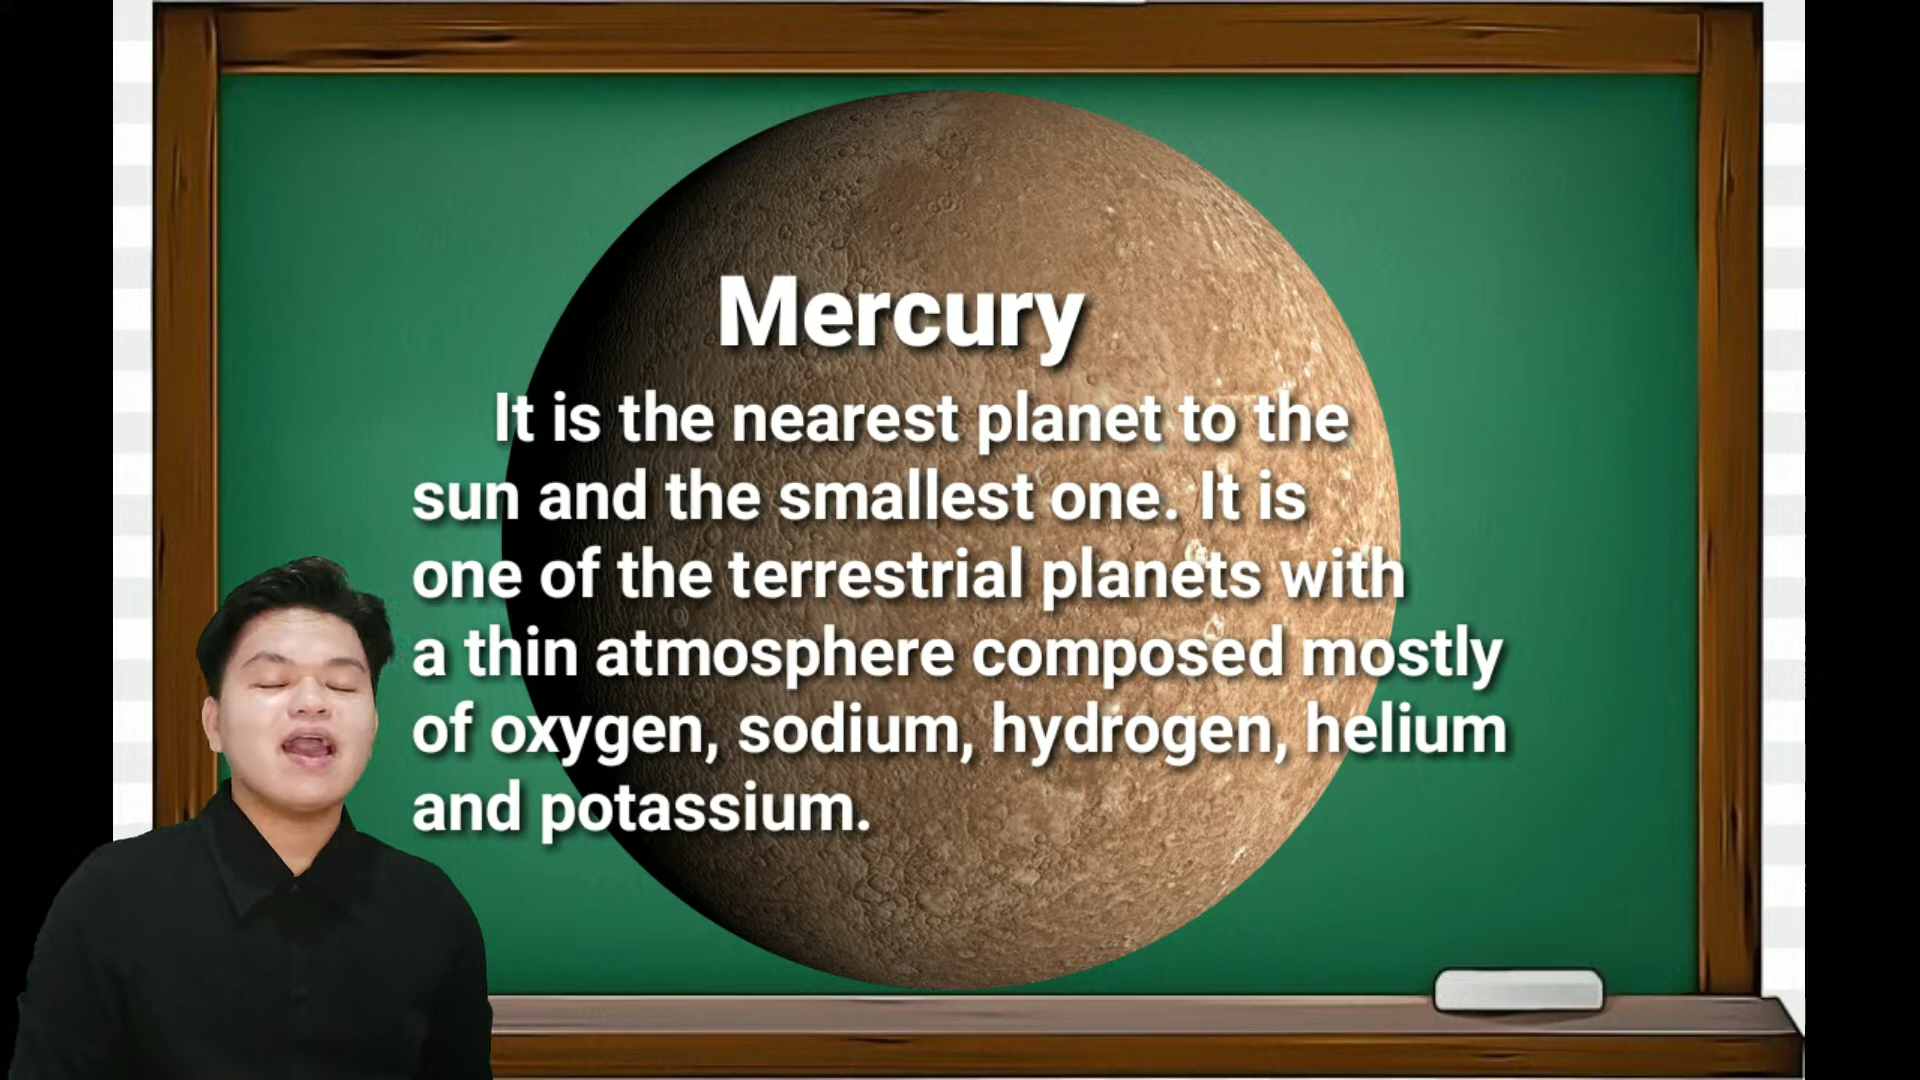 Mercury
It is the nearest planet to the
sun and the smallest one. It is
one of the terrestrial planets with
a thin atmosphere composed mostly
of oxygen, sodium, hydrogen, helium
and potassium.